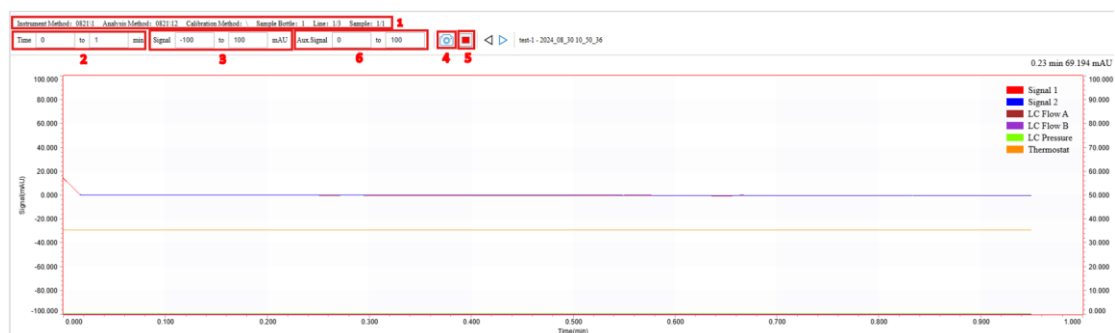 Instrument Method: 0821\1 Analysis Method: 0821\12 Calibration Method: \ Sample Bottle: 1 Line: 1/3 Sample: 1/1 1
Time 0 to 1 min Signal -100 to 100 mAU Aux.Signal 0 to 100 test-1 - 2024_08_30 10_50_36
2 3 6 4 5
0.23 min 69.194 mAU
100.000 100.000
Signal 1
80.000 90.000
Signal 2
LC Flow A
60.000 80.000
LC Flow B
LC Pressure
40.000 70.000
Thermostat
20.000 60.000
0.000 50.000
Signal(mAU)
-20.000 40.000
-40.000 30.000
-60.000 20.000
-80.000 10.000
-100.000 0.000
0.000 0.100 0.200 0.300 0.400 0.500 0.600 0.700 0.800 0.900 1.000
Time(min)